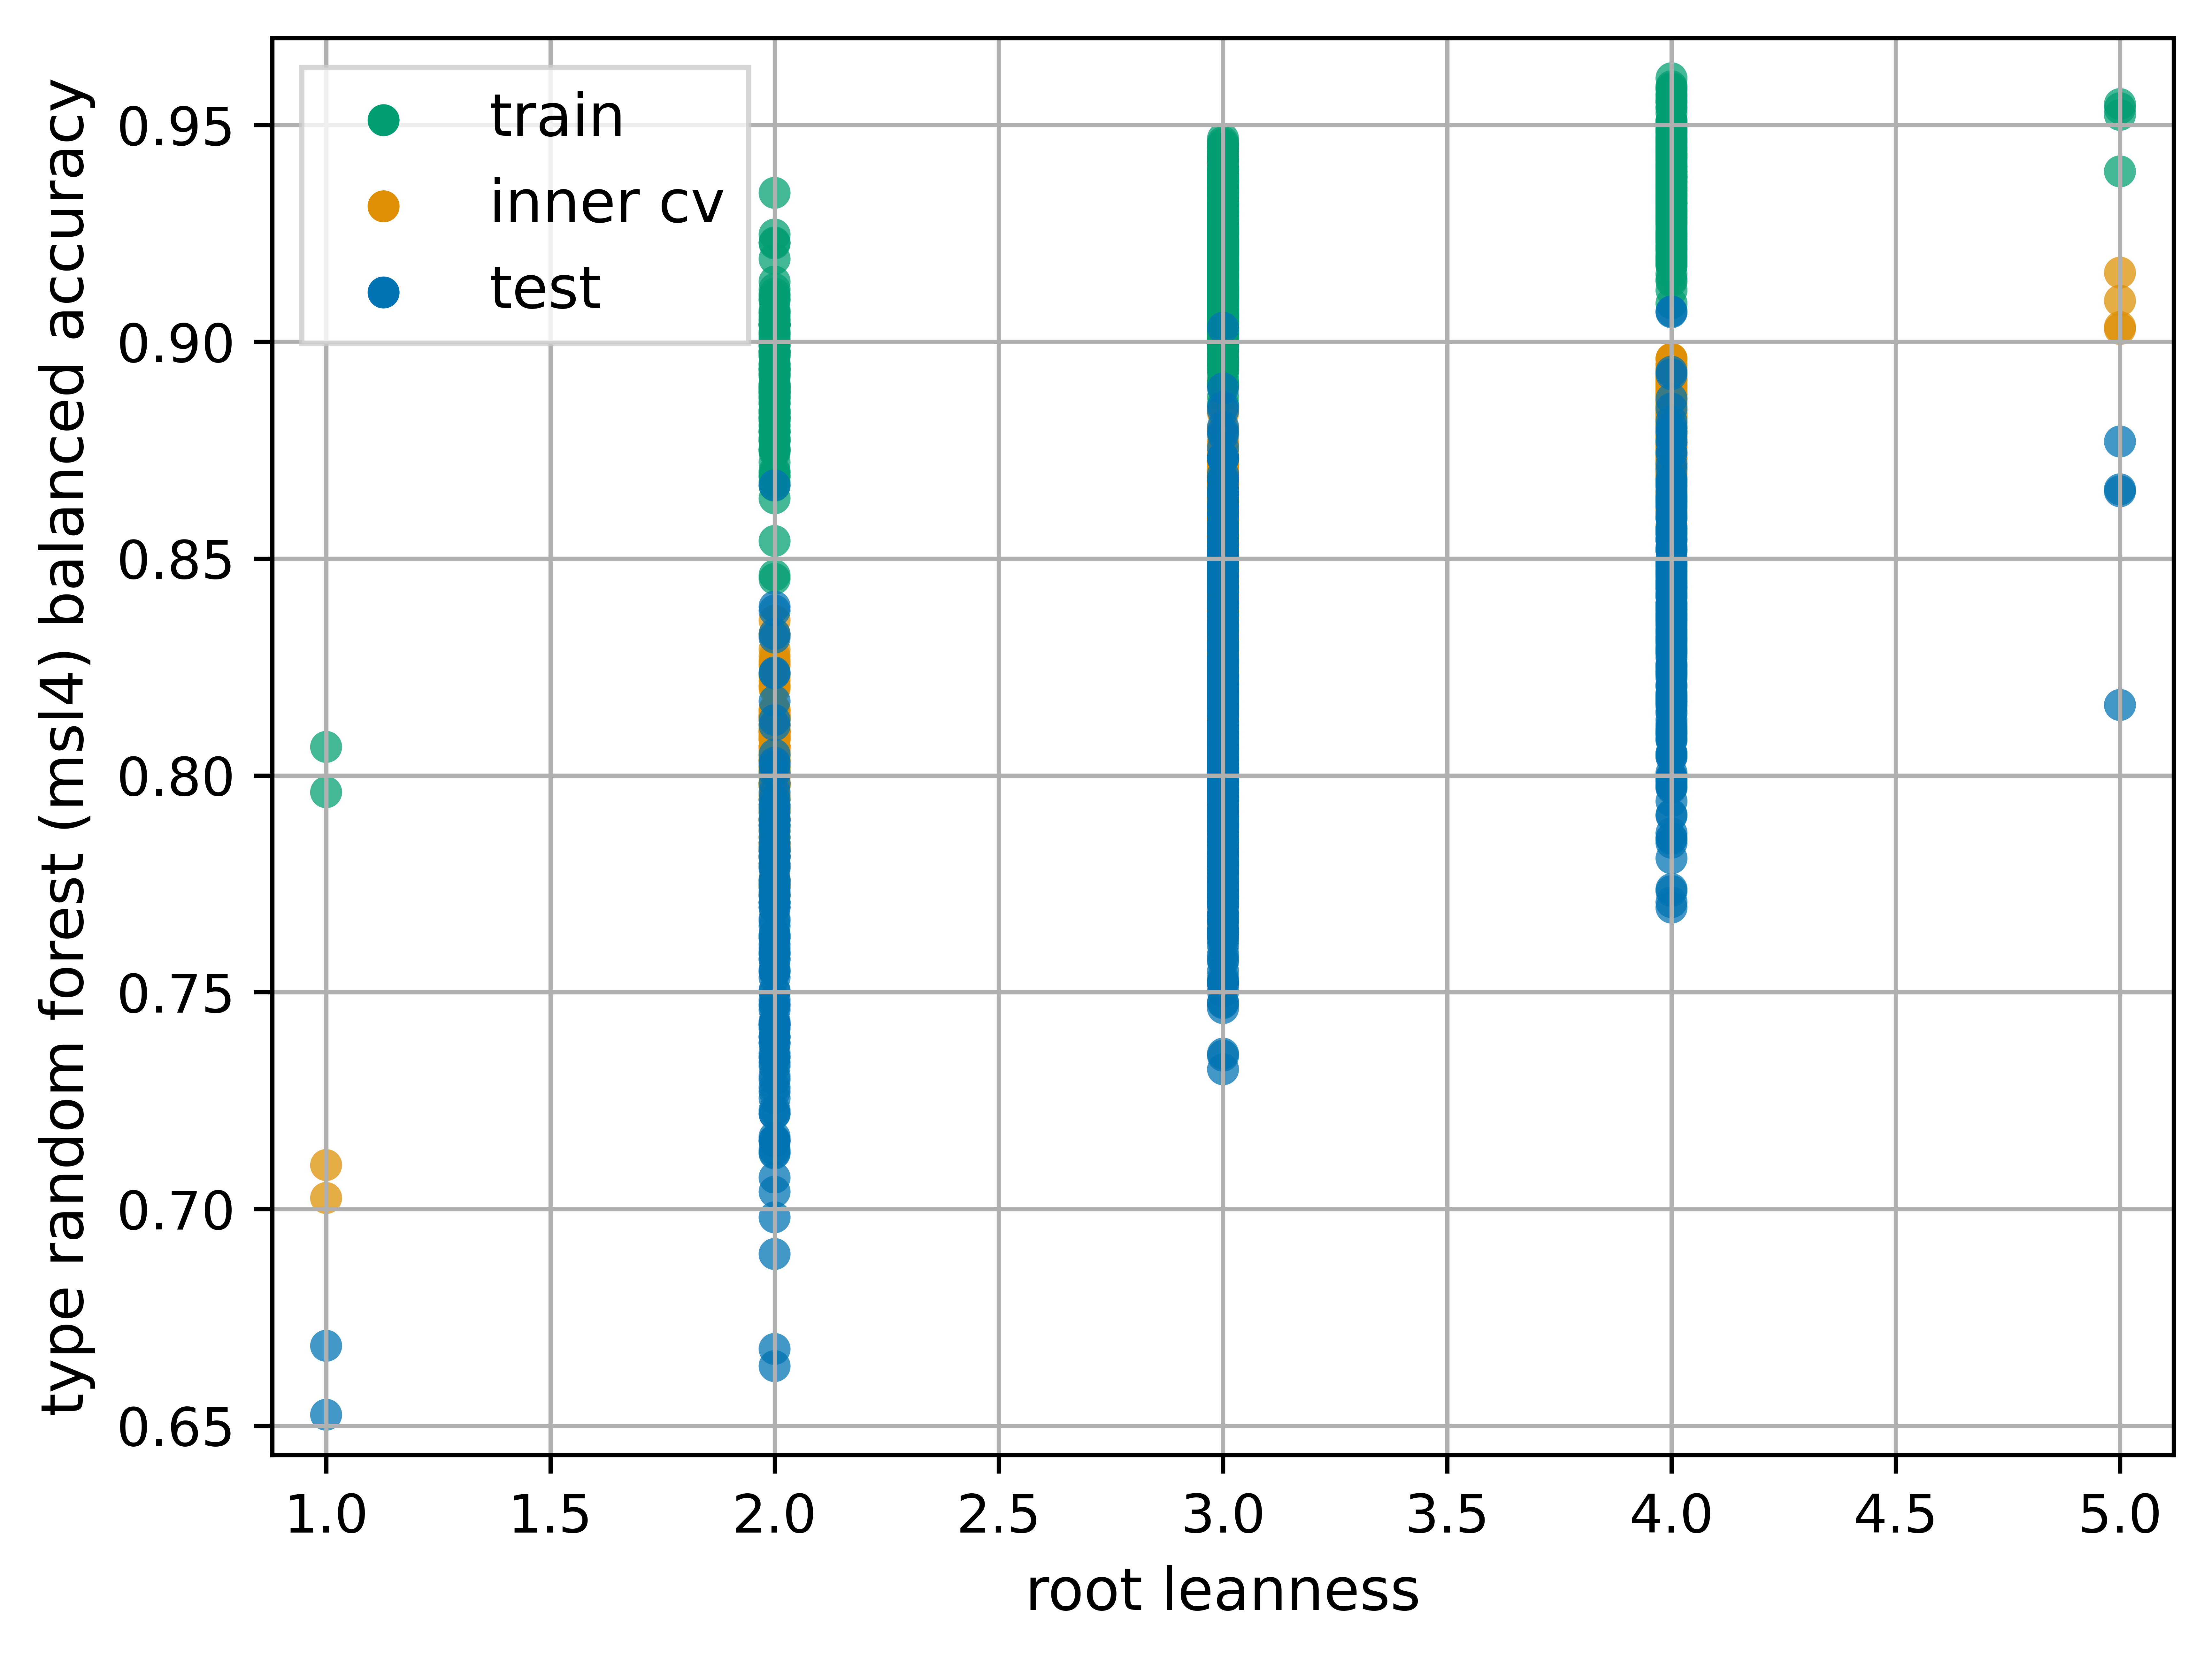 type random forest (msl4) balanced accuracy
0.95
0.90
0.85
0.80
0.75
0.70
0.65
train
inner cv
test
1.0 1.5 2.0 2.5 3.0 3.5 4.0 4.5 5.0
root leanness